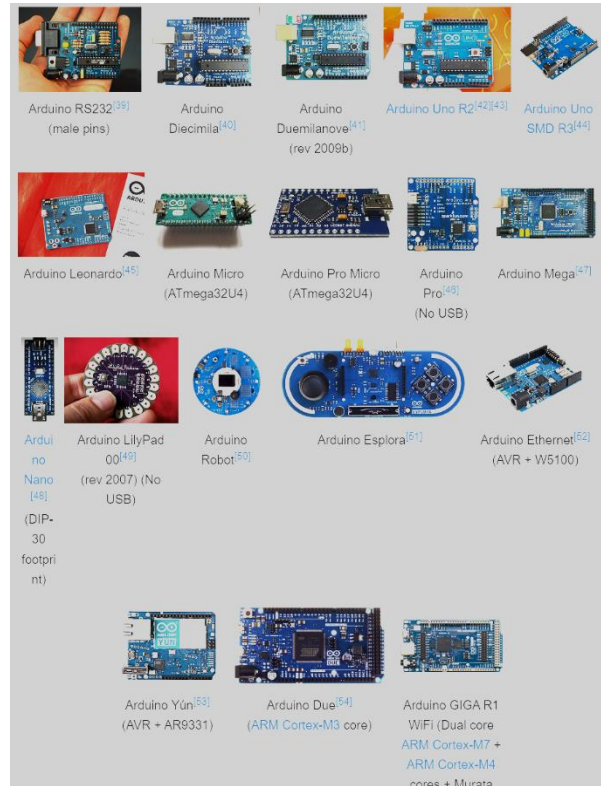 Arduino RS232[39]
(male pins)
Arduino
Diecimila[40]
Arduino
Duemilanove[41]
(rev 2009b)
Arduino Uno R2[42][43]
Arduino Uno
SMD R3[44]
Arduino Leonardo[45]
Arduino Micro
(ATmega32U4)
Arduino Pro Micro
(ATmega32U4)
Arduino
Pro[46]
(No USB)
Arduino Mega[47]
Ardui
no
Nano
[48]
(DIP-
30
footpri
nt)
Arduino LilyPad
00[49]
(rev 2007) (No
USB)
Arduino
Robot[50]
Arduino Esplora[51]
Arduino Ethernet[52]
(AVR + W5100)
Arduino Yún[53]
(AVR + AR9331)
Arduino Due[54]
(ARM Cortex-M3 core)
Arduino GIGA R1
WiFi (Dual core
ARM Cortex-M7 +
ARM Cortex-M4
cores + Murata